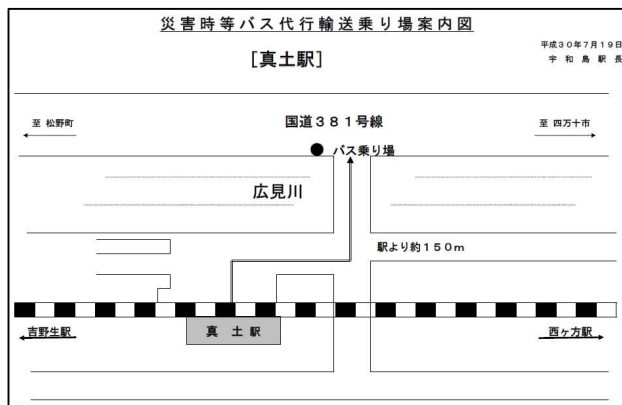 災害時等バス代行輸送乗り場案内図
平成30年7月19日
宇和島駅長
[真土駅]
国道381号線
至 松野町
至 四万十市
バス乗り場
広見川
駅より約150m
吉野生駅
真土駅
西ヶ方駅